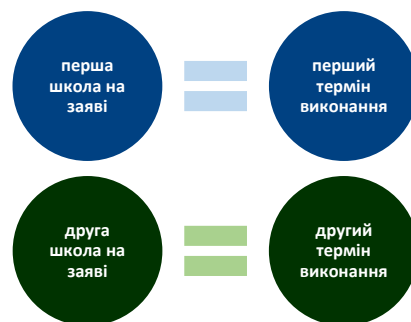 перша
школа на
заяві
перший
термін
виконання
друга
школа на
заяві
другий
термін
виконання